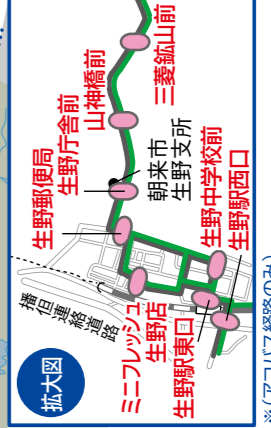 拡大図
播但連絡道路
ミニフレッシュ
生野店
生野駅東口
生野郵便局
生野庁舎前
山神橋前
三菱鉱山前
朝来市
生野支所
生野中学校前
生野駅西口
※(アコバス経路のみ)